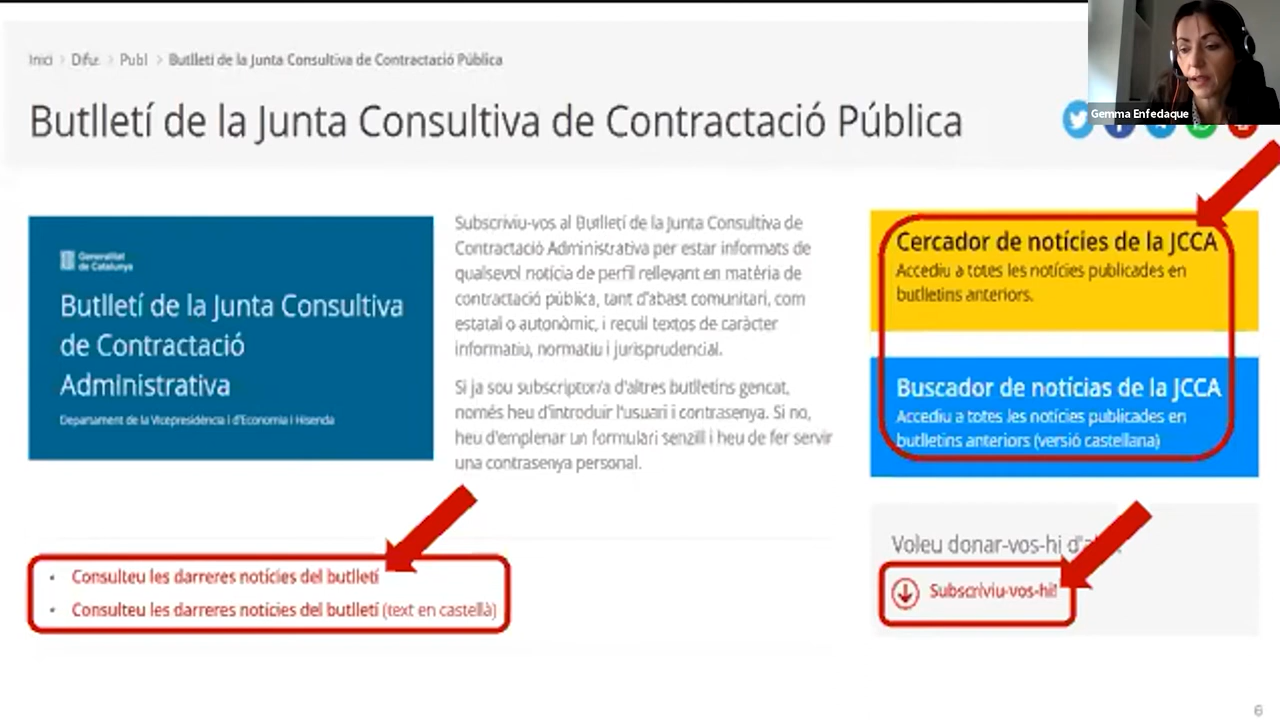 Inici > Difu: > Publ > Butlletí de la Junta Consultiva de Contractació Pública
Butlletí de la Junta Consultiva de Contractació Pública
Gemma Enfedaque
Generalitat
de Catalunya
Butlletí de la Junta Consultiva
de Contractació
Administrativa
Departament de la Vicepresidència i d'Economia i Hisenda
Subscriviu-vos al Butlletí de la Junta Consultiva de
Contractació Administrativa per estar informats de
qualsevol notícia de perfil rellevant en matèria de
contractació pública, tant d'abast comunitari, com
estatal o autonòmic, i recull textos de caràcter
informatiu, normatiu i jurisprudencial.
Si ja sou subscriptor/a d'altres butlletins gencat,
només heu d'introduir l'usuari i contrasenya. Si no,
heu d'emplenar un formulari senzill i heu de fer servir
una contrasenya personal.
Cercador de notícies de la JCCA
Accediu a totes les notícies publicades en
butlletins anteriors.
Buscador de notícias de la JCCA
Accediu a totes les notícies publicades en
butlletins anteriors (versió castellana)
• Consulteu les darreres notícies del butlletí
• Consulteu les darreres notícies del butlletí (text en castellà)
Voleu donar-vos-hi
Subscriviu-vos-hi!
6